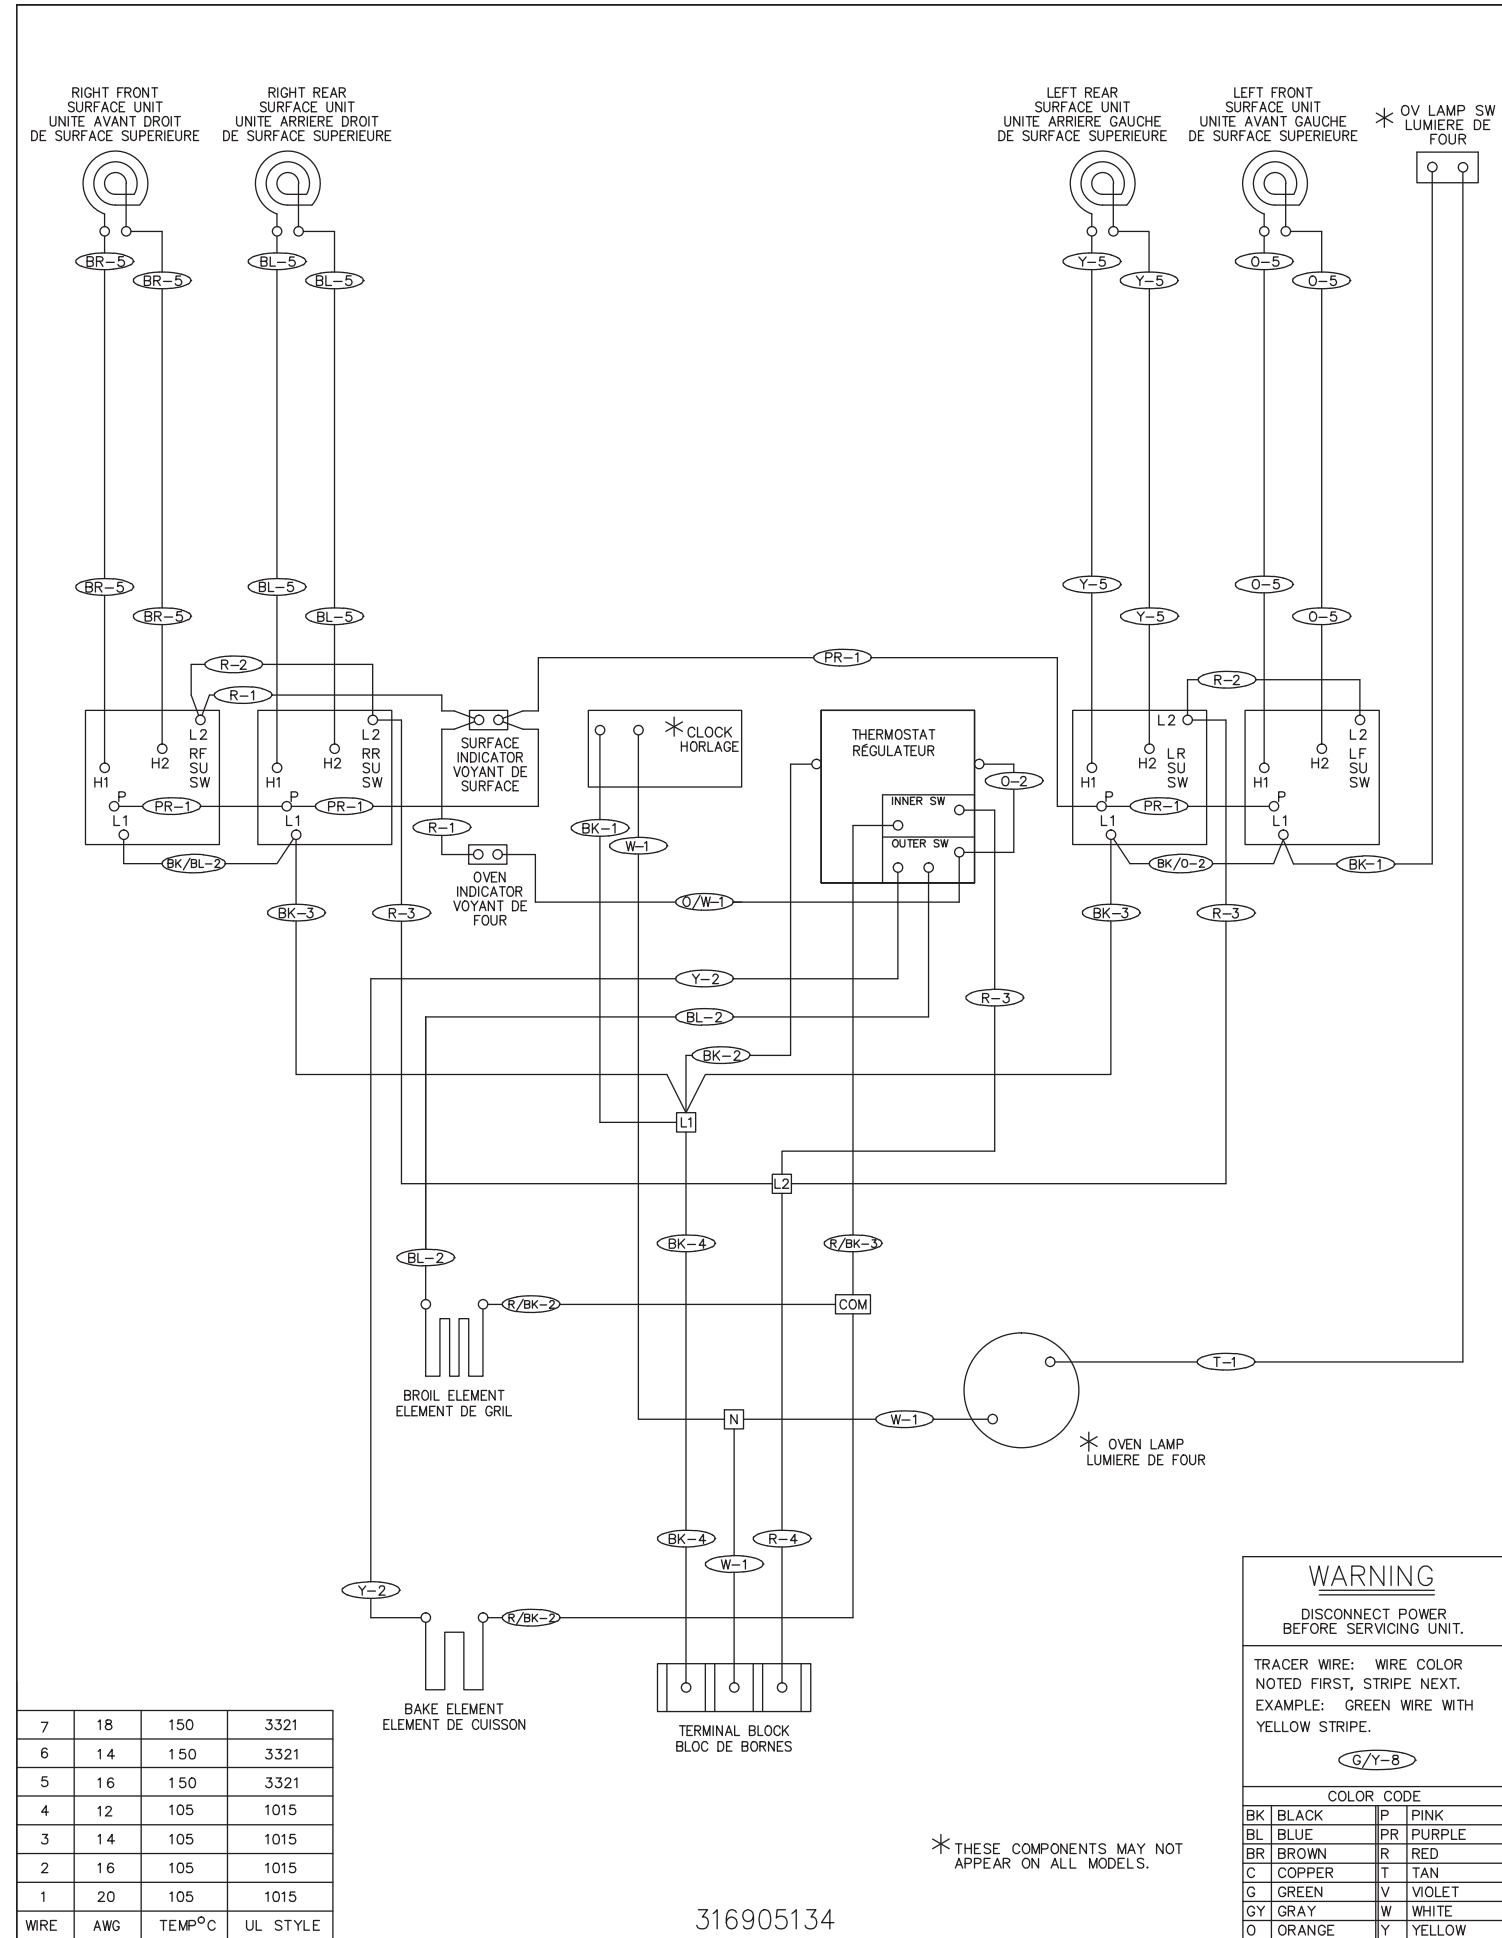 RIGHT FRONT
SURFACE UNIT
UNITE AVANT DROIT
DE SURFACE SUPERIEURE
RIGHT REAR
SURFACE UNIT
UNITE ARRIERE DROIT
DE SURFACE SUPERIEURE
LEFT REAR
SURFACE UNIT
UNITE ARRIERE GAUCHE
DE SURFACE SUPERIEURE
LEFT FRONT
SURFACE UNIT
UNITE AVANT GAUCHE
DE SURFACE SUPERIEURE
OV LAMP SW
LUMIERE DE
FOUR
BR-5
BR-5
BL-5
BL-5
Y-5
Y-5
O-5
O-5
BR-5
BR-5
BL-5
BL-5
Y-5
Y-5
O-5
O-5
R-2
R-1
PR-1
R-2
L2
RF
SU
SW
H1
H2
P
L1
PR-1
L2
RR
SU
SW
H1
H2
P
L1
PR-1
SURFACE
INDICATOR
VOYANT DE
SURFACE
CLOCK
HORLAGE
THERMOSTAT
RÉGULATEUR
INNER SW
OUTER SW
O-2
L2
LR
SU
SW
H1
H2
P
L1
PR-1
L2
LF
SU
SW
H1
H2
P
L1
R-1
BK-1
W-1
BK/BL-2
BK/O-2
BK-1
OVEN
INDICATOR
VOYANT DE
FOUR
BK-3
R-3
O/W-1
BK-3
R-3
Y-2
R-3
BL-2
BK-2
L1
L2
BL-2
BK-4
R/BK-3
R/BK-2
COM
BROIL ELEMENT
ELEMENT DE GRIL
T-1
N
W-1
OVEN LAMP
LUMIERE DE FOUR
BK-4
R-4
W-1
Y-2
R/BK-2
BAKE ELEMENT
ELEMENT DE CUISSON
TERMINAL BLOCK
BLOC DE BORNES
WARNING
DISCONNECT POWER
BEFORE SERVICING UNIT.
TRACER WIRE: WIRE COLOR
NOTED FIRST, STRIPE NEXT.
EXAMPLE: GREEN WIRE WITH
YELLOW STRIPE.
G/Y-8
COLOR CODE
BK BLACK P PINK
BL BLUE PR PURPLE
BR BROWN R RED
C COPPER T TAN
G GREEN V VIOLET
GY GRAY W WHITE
O ORANGE Y YELLOW
7 18 150 3321
6 14 150 3321
5 16 150 3321
4 12 105 1015
3 14 105 1015
2 16 105 1015
1 20 105 1015
WIRE AWG TEMP°C UL STYLE
THESE COMPONENTS MAY NOT
APPEAR ON ALL MODELS.
316905134